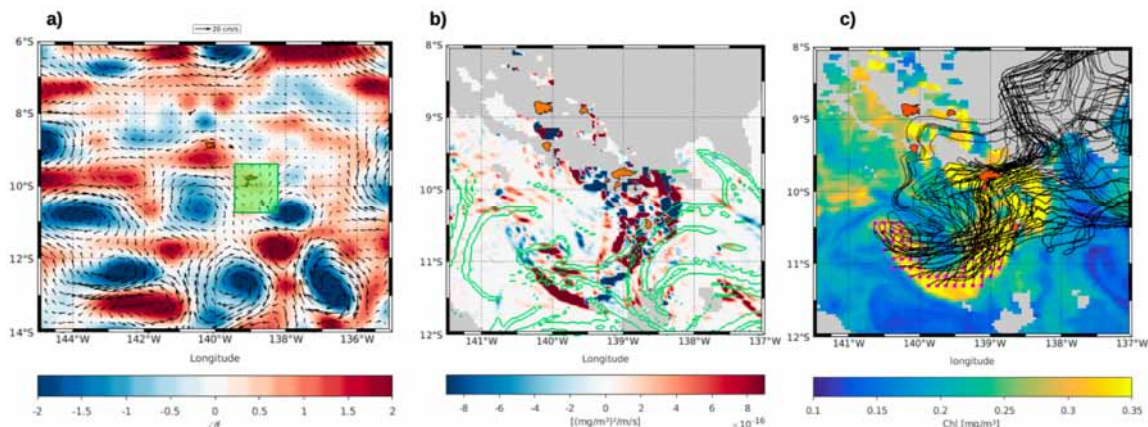 a)
b)
c)
20 cm/s
6°S
8°S
10°S
12°S
14°S
144°W
142°W
140°W
138°W
136°W
Longitude
-2
-1.5
-1
-0.5
0
0.5
1
1.5
2
8°S
9°S
10°S
11°S
12°S
141°W
140°W
139°W
138°W
137°W
Longitude
-8
-6
-4
-2
0
2
4
6
8
[(mg/m³)²/m/s]
10⁻¹⁶
8°S
9°S
10°S
11°S
12°S
141°W
140°W
139°W
138°W
137°W
longitude
0.1
0.15
0.2
0.25
0.3
0.35
Chl [mg/m³]